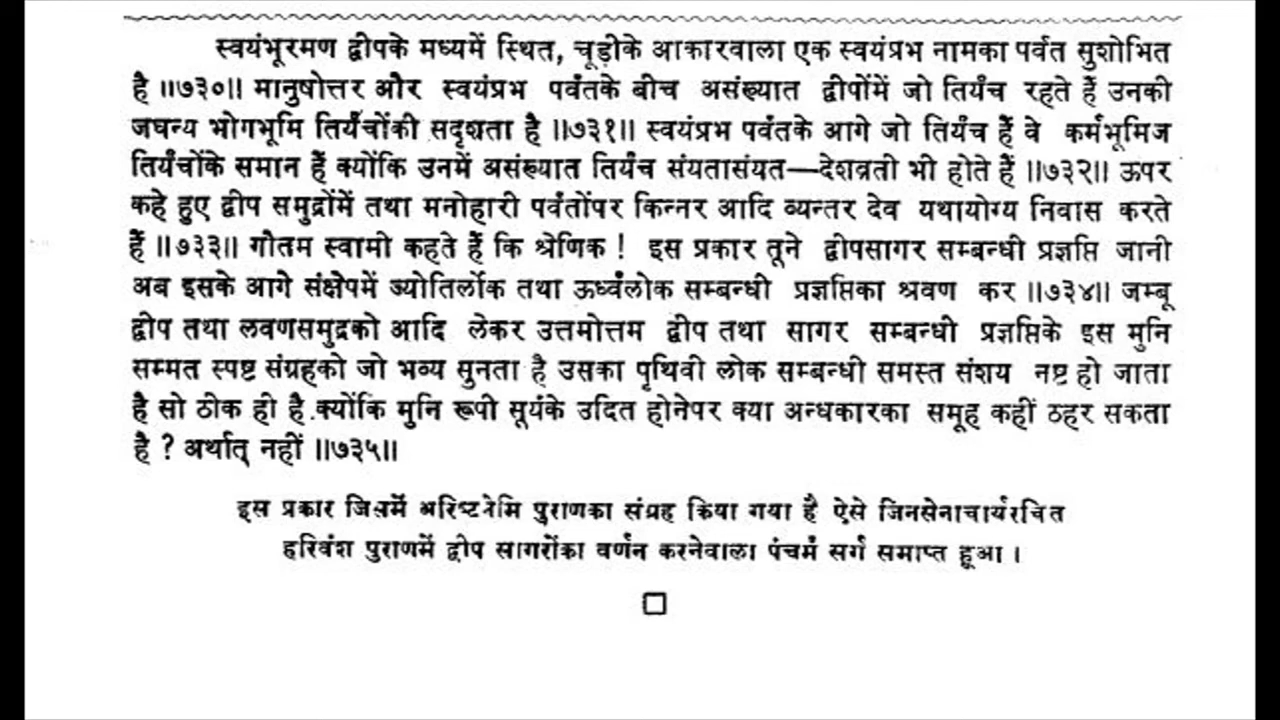 स्वयंभूरमण द्वीपके मध्यमें स्थित, चूड़ीके आकारवाला एक स्वयंप्रभ नामका पर्वत सुशोभित
है ॥७३०॥ मानुषोत्तर और स्वयंप्रभ पर्वतके बीच असंख्यात द्वीपोंमें जो तिर्यंच रहते हैं उनकी
जघन्य भोगभूमि तिर्यंचोंकी सदृशता है ॥७३१॥ स्वयंप्रभ पर्वतके आगे जो तिर्यंच हैं वे कर्मभूमिज
तिर्यंचोंके समान हैं क्योंकि उनमें असंख्यात तिर्यंच संयतासंयत—देशव्रती भी होते हैं ॥७३२॥ ऊपर
कहे हुए द्वीप समुद्रोंमें तथा मनोहारी पर्वतोंपर किन्नर आदि व्यन्तर देव यथायोग्य निवास करते
हैं ॥७३३॥ गौतम स्वामी कहते हैं कि श्रेणिक ! इस प्रकार तूने द्वीपसागर सम्बन्धी प्रज्ञप्ति जानी
अब इसके आगे संक्षेपमें ज्योतिर्लोक तथा ऊर्ध्वलोक सम्बन्धी प्रज्ञप्तिका श्रवण कर ॥७३४॥ जम्बू
द्वीप तथा लवणसमुद्रको आदि लेकर उत्तमोत्तम द्वीप तथा सागर सम्बन्धी प्रज्ञप्तिके इस मुनि
सम्मत स्पष्ट संग्रहको जो भव्य सुनता है उसका पृथिवी लोक सम्बन्धी समस्त संशय नष्ट हो जाता
है सो ठीक ही है क्योंकि मुनि रूपी सूर्यके उदित होनेपर क्या अन्धकारका समूह कहीं ठहर सकता
है ? अर्थात् नहीं ॥७३५॥
इस प्रकार जिसमें अरिष्टनेमि पुराणका संग्रह किया गया है ऐसे जिनसेनाचार्यरचित
हरिवंश पुराणमें द्वीप सागरोंका वर्णन करनेवाला पंचम सर्ग समाप्त हुआ ।